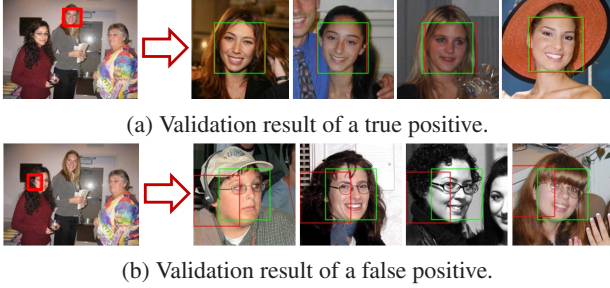 (a) Validation result of a true positive.
(b) Validation result of a false positive.